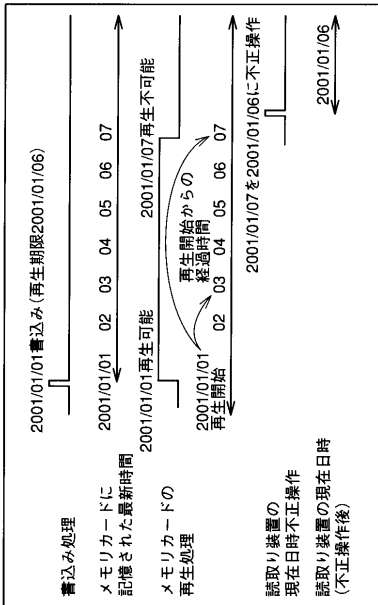 書込み処理
2001/01/01書込み(再生期限2001/01/06)
メモリカードに
記憶された最新時間
2001/01/01 02 03 04 05 06 07
メモリカードの
再生処理
2001/01/01再生可能
2001/01/07再生不可能
再生開始からの
経過時間
2001/01/01 02 03 04 05 06 07
再生開始
読取り装置の
現在日時不正操作
2001/01/07を2001/01/06に不正操作
読取り装置の現在日時
(不正操作後)
2001/01/06